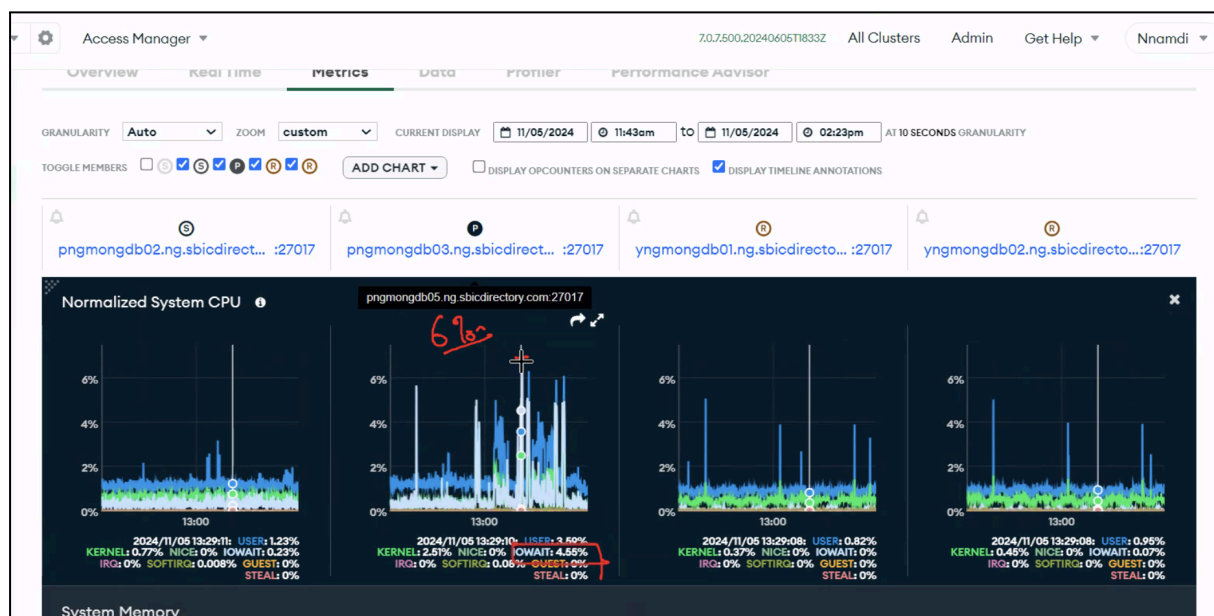 Access Manager 7.0.7.500.20240605T1833Z All Clusters Admin Get Help Nnamdi
Overview Real Time Metrics Data Profiler Performance Advisor
GRANULARITY Auto ZOOM custom CURRENT DISPLAY 11/05/2024 11:43am to 11/05/2024 02:23pm AT 10 SECONDS GRANULARITY
TOGGLE MEMBERS S S P R R ADD CHART DISPLAY OPCOUNTERS ON SEPARATE CHARTS DISPLAY TIMELINE ANNOTATIONS
S P R R
pngmongdb02.ng.sbicdirect... :27017 pngmongdb03.ng.sbicdirect... :27017 yngmongdb01.ng.sbicdirecto... :27017 yngmongdb02.ng.sbicdirecto...:27017
Normalized System CPU pngmongdb05.ng.sbicdirectory.com:27017
6%
6% 6% 6% 6%
4% 4% 4% 4%
2% 2% 2% 2%
0% 0% 0% 0%
13:00 13:00 13:00 13:00
2024/11/05 13:29:11: USER: 1.23% 2024/11/05 13:29:10: USER: 3.59% 2024/11/05 13:29:08: USER: 0.82% 2024/11/05 13:29:08: USER: 0.95%
KERNEL: 0.77% NICE: 0% IOWAIT: 0.23% KERNEL: 2.51% NICE: 0% IOWAIT: 4.55% KERNEL: 0.37% NICE: 0% IOWAIT: 0% KERNEL: 0.45% NICE: 0% IOWAIT: 0.07%
IRQ: 0% SOFTIRQ: 0.008% GUEST: 0% IRQ: 0% SOFTIRQ: 0.08% GUEST: 0% IRQ: 0% SOFTIRQ: 0% GUEST: 0% IRQ: 0% SOFTIRQ: 0% GUEST: 0%
STEAL: 0% STEAL: 0% STEAL: 0% STEAL: 0%
System Memory